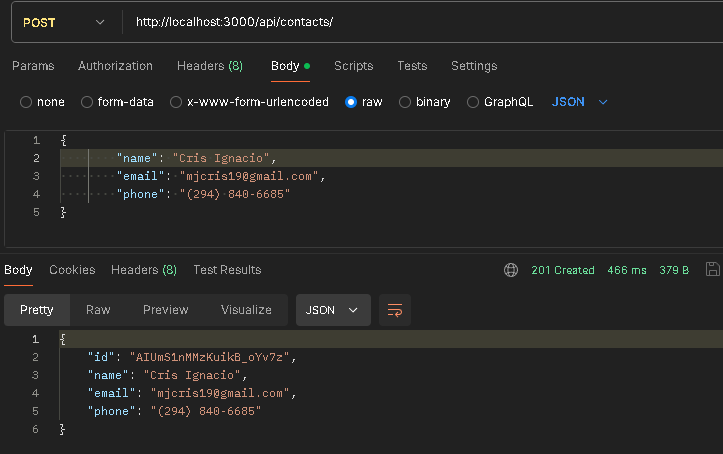 POST http://localhost:3000/api/contacts/
Params Authorization Headers (8) Body Scripts Tests Settings
none form-data x-www-form-urlencoded raw binary GraphQL JSON
1 {
2 "name": "Cris Ignacio",
3 "email": "mjcris19@gmail.com",
4 "phone": "(294) 840-6685"
5 }
Body Cookies Headers (8) Test Results 201 Created 466 ms 379 B
Pretty Raw Preview Visualize JSON
1 {
2 "id": "AIUmS1nMMzKuikB_oYv7z",
3 "name": "Cris Ignacio",
4 "email": "mjcris19@gmail.com",
5 "phone": "(294) 840-6685"
6 }